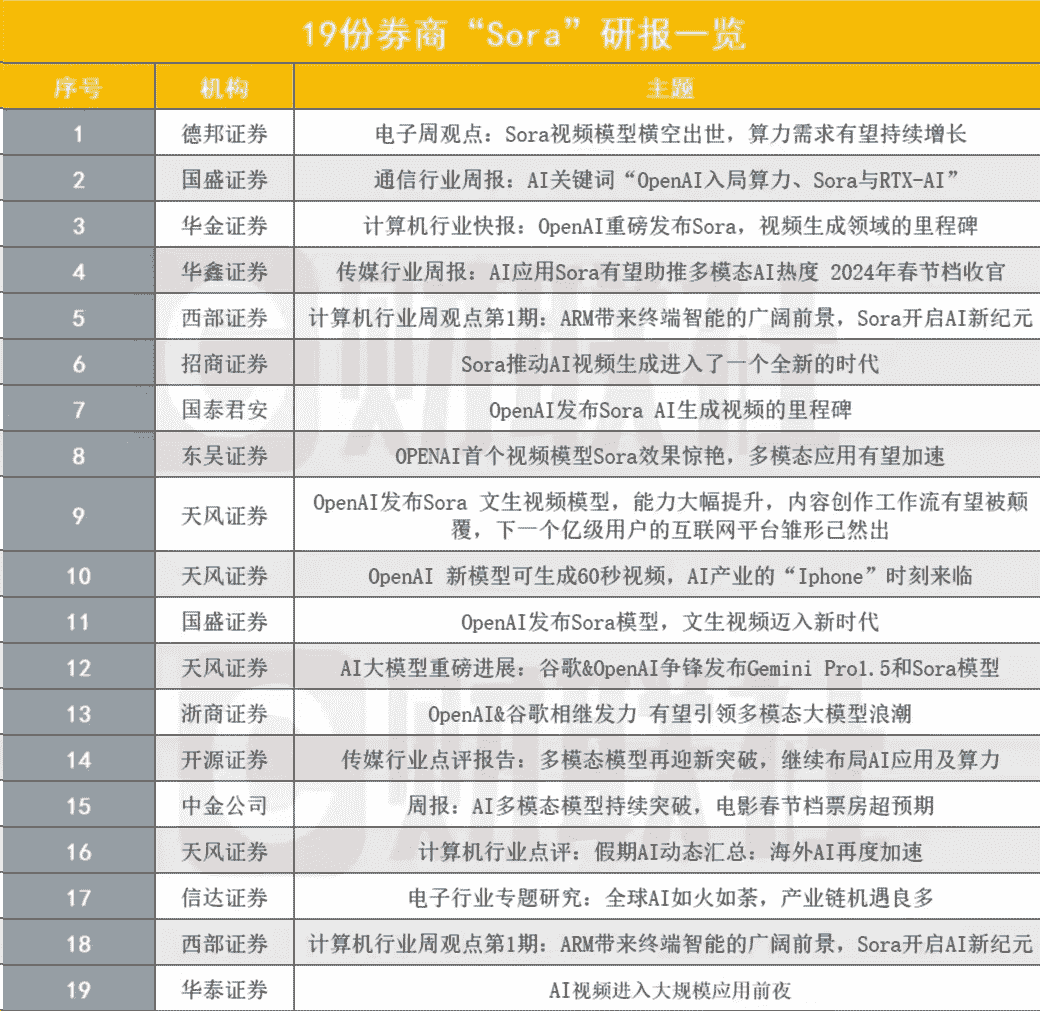 19份券商“Sora”研报一览
序号 机构 主题
1 德邦证券 电子周观点：Sora视频模型横空出世，算力需求有望持续增长
2 国盛证券 通信行业周报：AI关键词“OpenAI入局算力、Sora与RTX-AI”
3 华金证券 计算机行业快报：OpenAI重磅发布Sora，视频生成领域的里程碑
4 华鑫证券 传媒行业周报：AI应用Sora有望助推多模态AI热度 2024年春节档收官
5 西部证券 计算机行业周观点第1期：ARM带来终端智能的广阔前景，Sora开启AI新纪元
6 招商证券 Sora推动AI视频生成进入了一个全新的时代
7 国泰君安 OpenAI发布Sora AI生成视频的里程碑
8 东吴证券 OPENAI首个视频模型Sora效果惊艳，多模态应用有望加速
9 天风证券 OpenAI发布Sora 文生视频模型，能力大幅提升，内容创作工作流有望被颠
覆，下一个亿级用户的互联网平台雏形已然出
10 天风证券 OpenAI 新模型可生成60秒视频，AI产业的“Iphone”时刻来临
11 国盛证券 OpenAI发布Sora模型，文生视频迈入新时代
12 天风证券 AI大模型重磅进展：谷歌&OpenAI争锋发布Gemini Pro1.5和Sora模型
13 浙商证券 OpenAI&谷歌相继发力 有望引领多模态大模型浪潮
14 开源证券 传媒行业点评报告：多模态模型再迎新突破，继续布局AI应用及算力
15 中金公司 周报：AI多模态模型持续突破，电影春节档票房超预期
16 天风证券 计算机行业点评：假期AI动态汇总：海外AI再度加速
17 信达证券 电子行业专题研究：全球AI如火如荼，产业链机遇良多
18 西部证券 计算机行业周观点第1期：ARM带来终端智能的广阔前景，Sora开启AI新纪元
19 华泰证券 AI视频进入大规模应用前夜
财联社
财联社